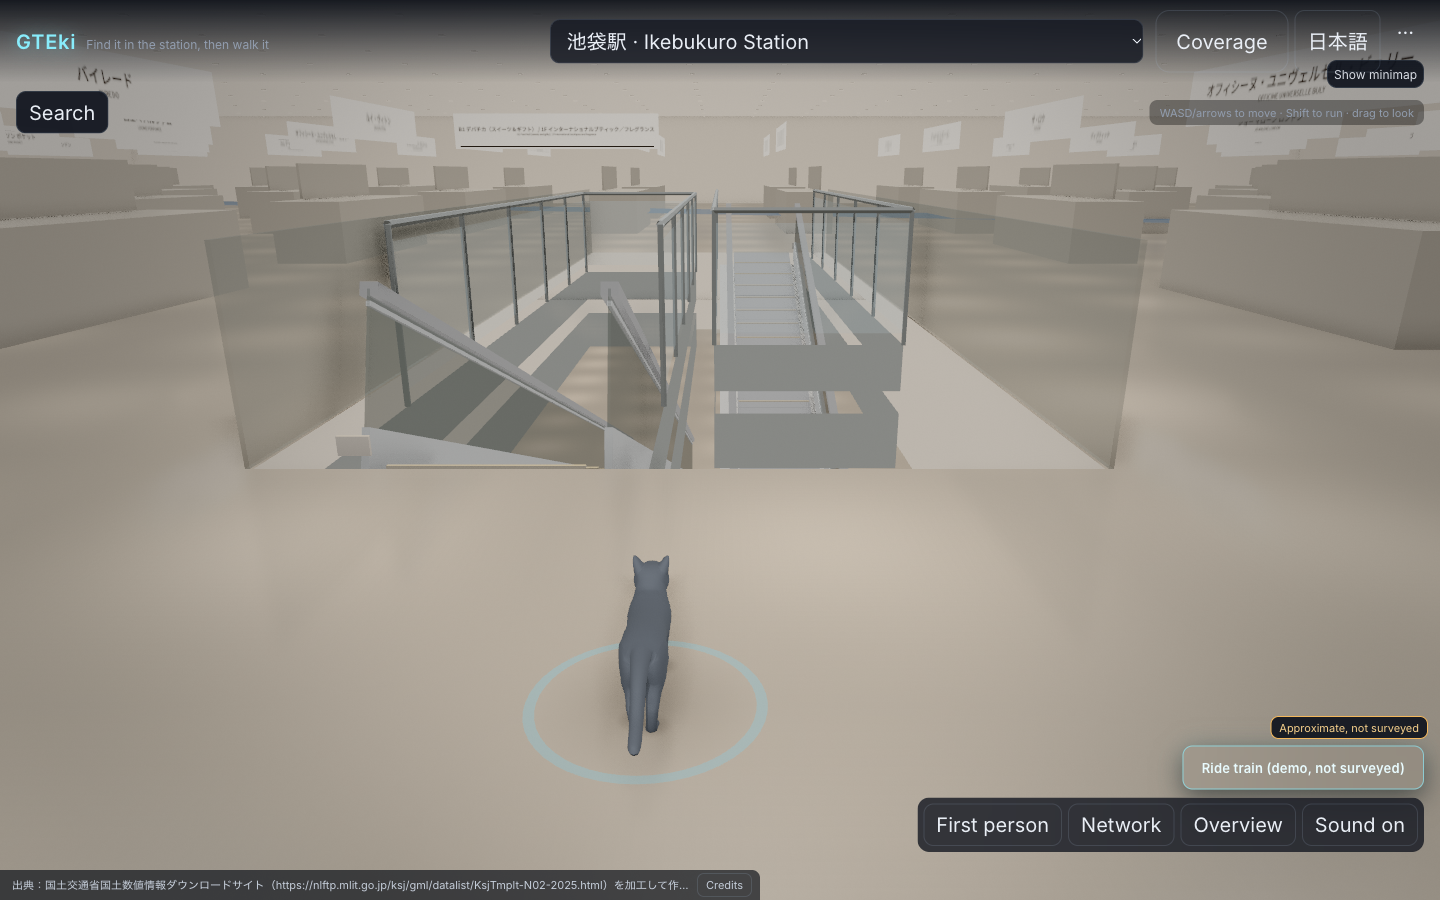 GTEki
Find it in the station, then walk it
池袋駅 · Ikebukuro Station
Coverage
日本語
...
Show minimap
WASD/arrows to move · Shift to run · drag to look
Search
バイレード
オフィシーヌ・ユニヴェルセ
Approximate, not surveyed
Ride train (demo, not surveyed)
First person
Network
Overview
Sound on
出典：国土交通省国土数値情報ダウンロードサイト（https://nlftp.mlit.go.jp/ksj/gml/datalist/KsjTmplt-N02-2025.html）を加工して作...
Credits